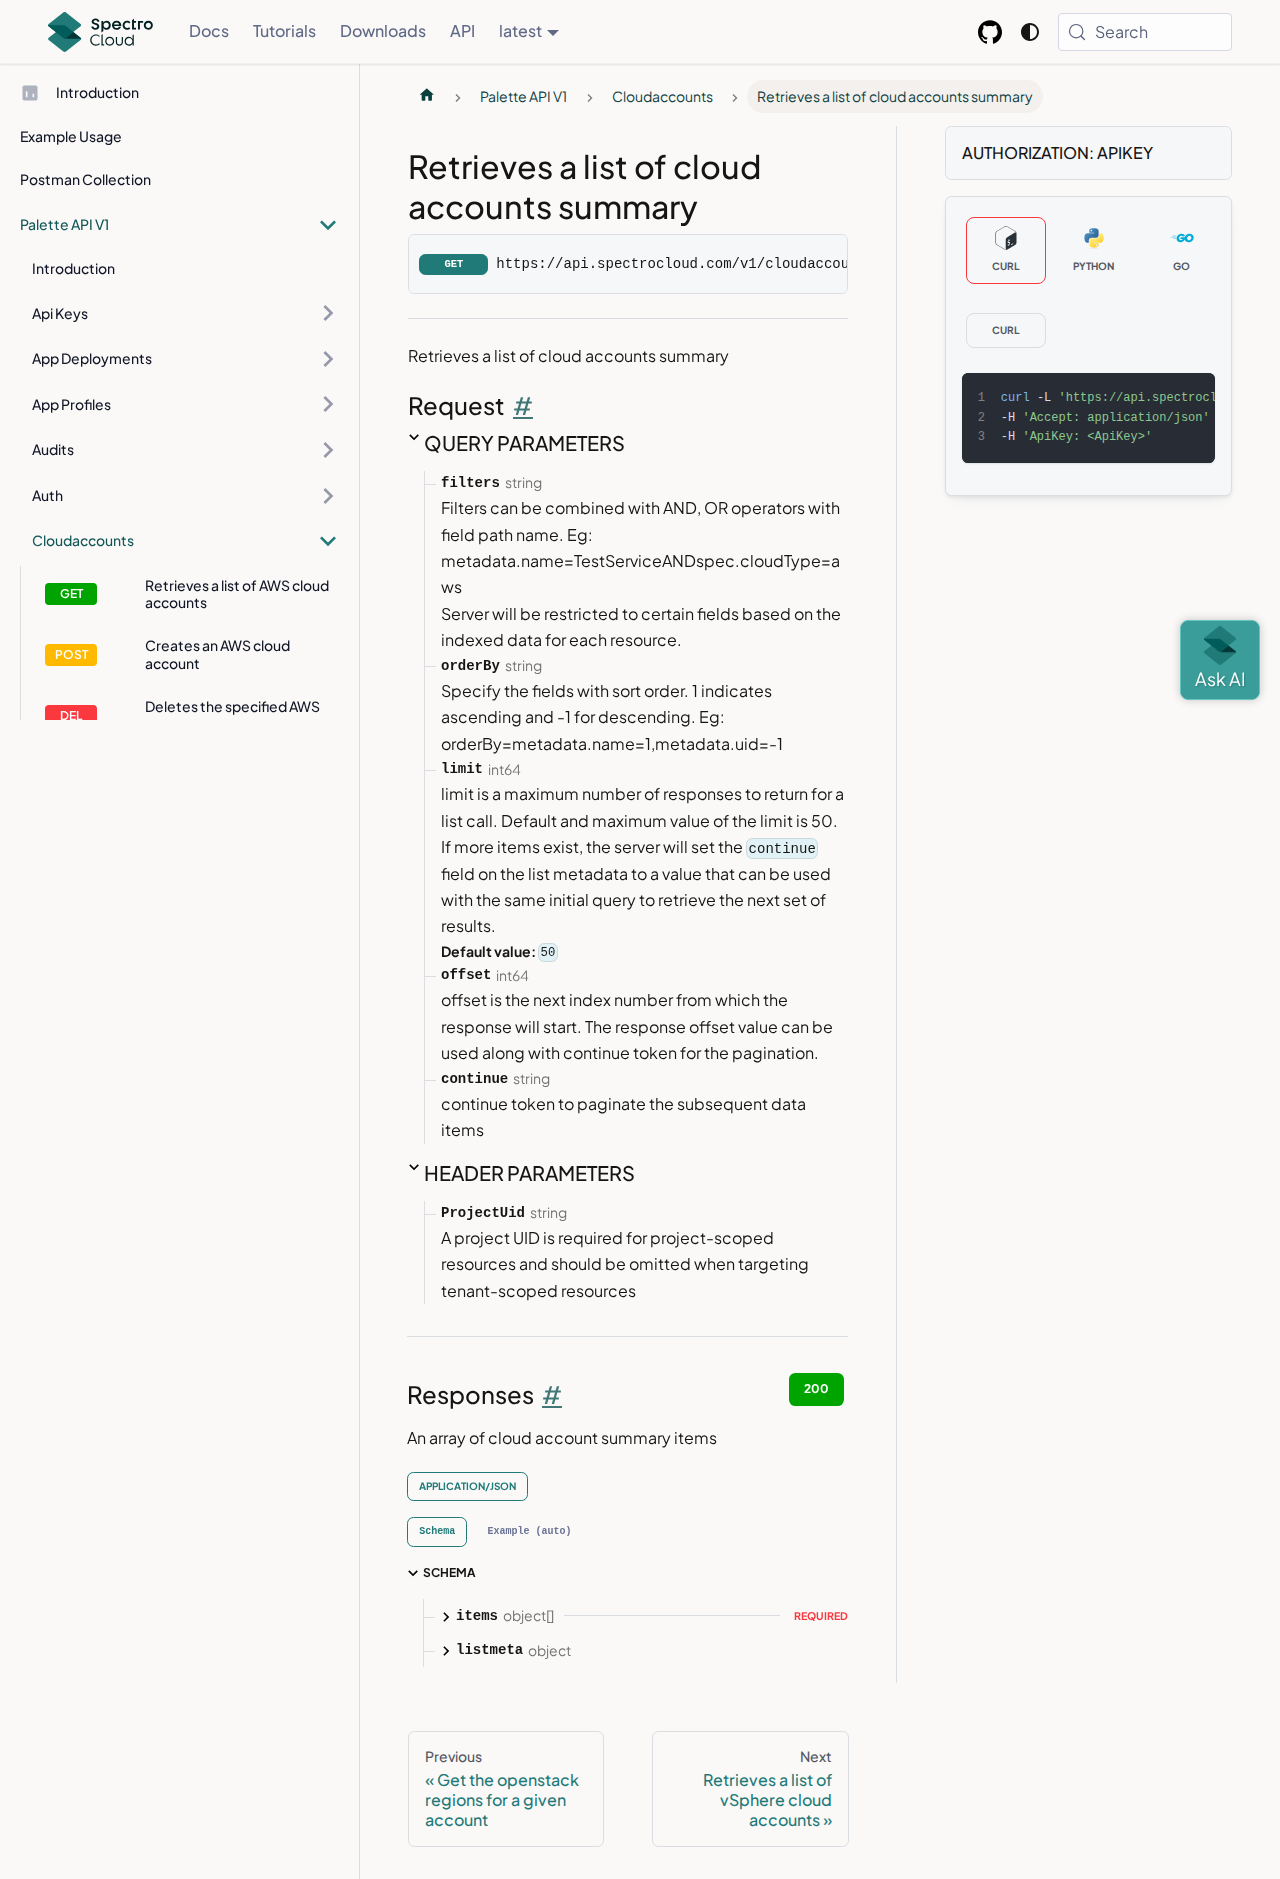 Spectro
Cloud
Docs
Tutorials
Downloads
API
latest
Search
Introduction
Example Usage
Postman Collection
Palette API V1
Introduction
Api Keys
App Deployments
App Profiles
Audits
Auth
Cloudaccounts
GET
Retrieves a list of AWS cloud
accounts
POST
Creates an AWS cloud
account
DEL
Deletes the specified AWS
Palette API V1
Cloudaccounts
Retrieves a list of cloud accounts summary
Retrieves a list of cloud
accounts summary
GET https://api.spectrocloud.com/v1/cloudaccou
Retrieves a list of cloud accounts summary
Request #
QUERY PARAMETERS
filters string
Filters can be combined with AND, OR operators with
field path name. Eg:
metadata.name=TestServiceANDspec.cloudType=a
ws
Server will be restricted to certain fields based on the
indexed data for each resource.
orderBy string
Specify the fields with sort order. 1 indicates
ascending and -1 for descending. Eg:
orderBy=metadata.name=1,metadata.uid=-1
limit int64
limit is a maximum number of responses to return for a
list call. Default and maximum value of the limit is 50.
If more items exist, the server will set the continue
field on the list metadata to a value that can be used
with the same initial query to retrieve the next set of
results.
Default value: 50
offset int64
offset is the next index number from which the
response will start. The response offset value can be
used along with continue token for the pagination.
continue string
continue token to paginate the subsequent data
items
HEADER PARAMETERS
ProjectUid string
A project UID is required for project-scoped
resources and should be omitted when targeting
tenant-scoped resources
Responses #
200
An array of cloud account summary items
APPLICATION/JSON
Schema
Example (auto)
SCHEMA
items object[] REQUIRED
listmeta object
Previous
« Get the openstack
regions for a given
account
Next
Retrieves a list of
vSphere cloud
accounts »
AUTHORIZATION: APIKEY
CURL
PYTHON
GO
CURL
1 curl -L 'https://api.spectrocl
2 -H 'Accept: application/json'
3 -H 'ApiKey: <ApiKey>'
Ask AI